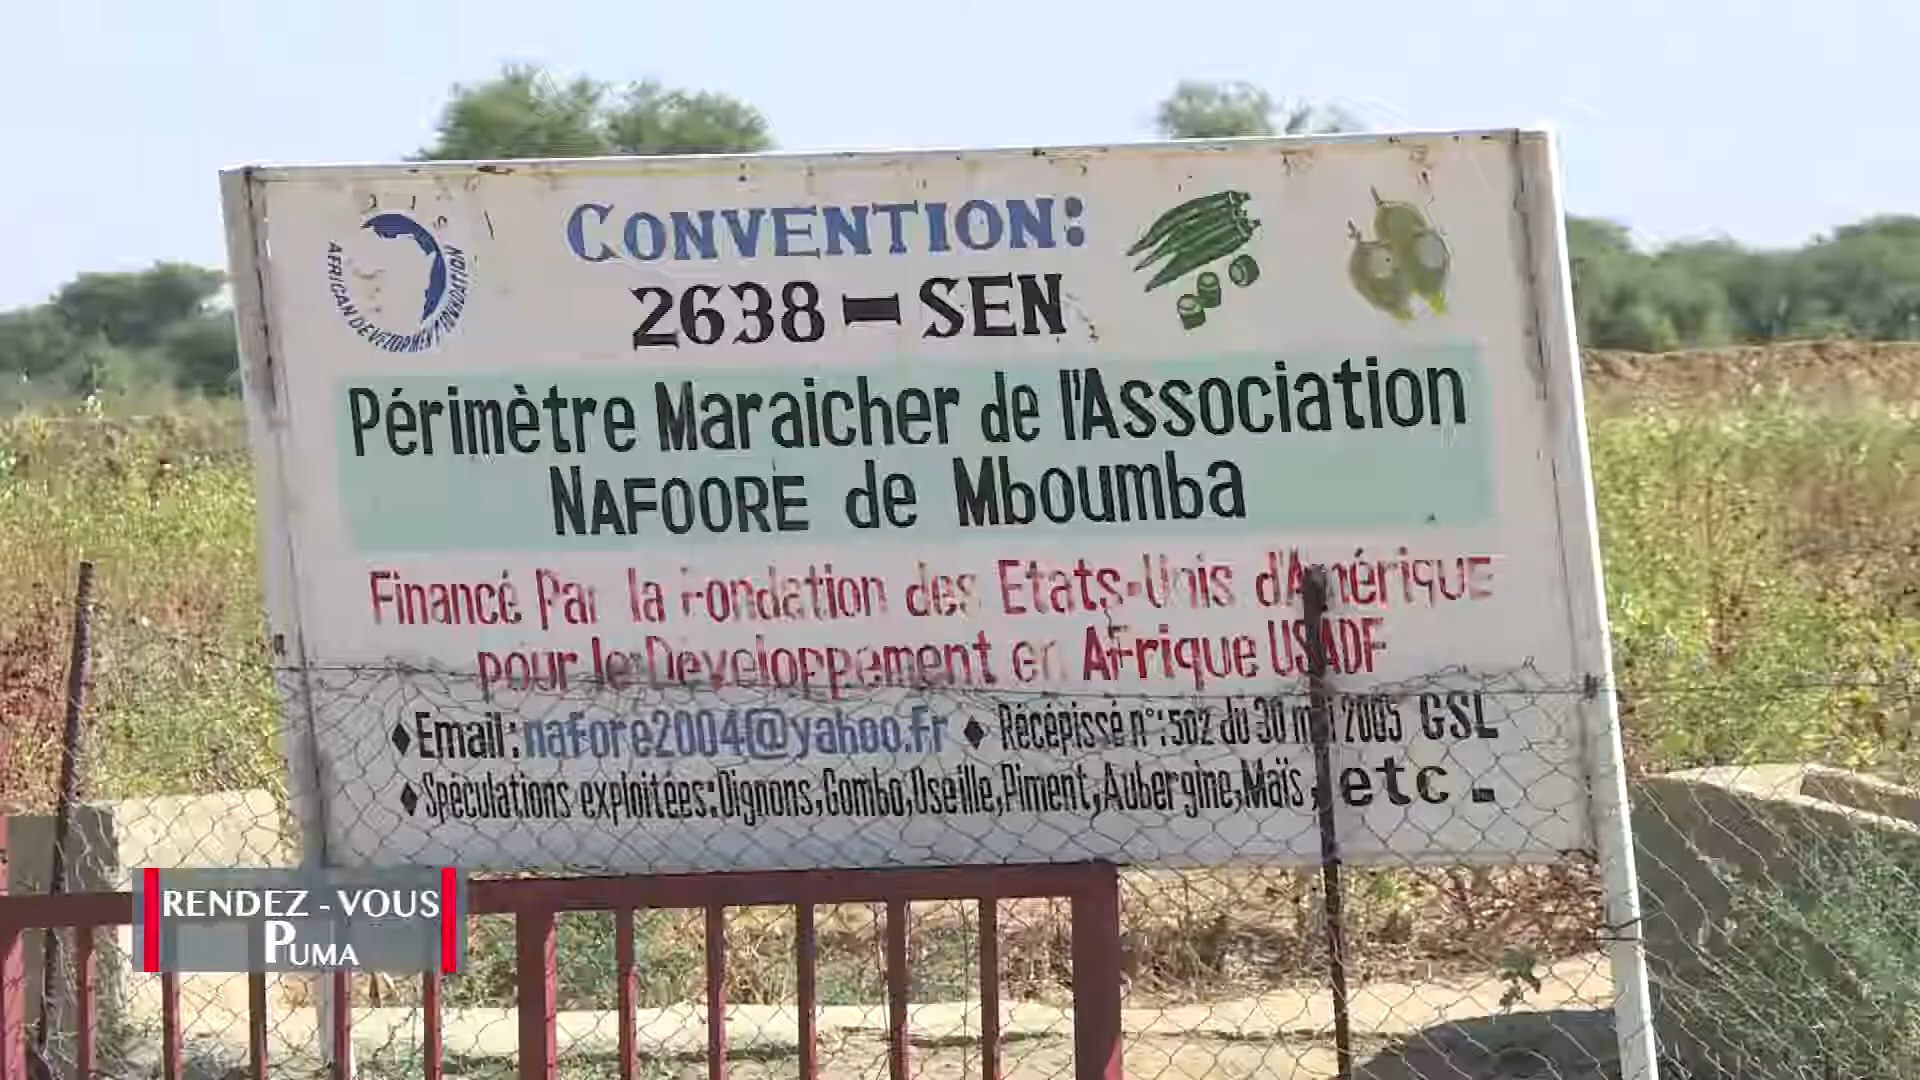 AFRICAN DEVELOPMENT FOUNDATION
CONVENTION:
2638-SEN
Périmètre Maraicher de l'Association
NAFOORE de Mboumba
Financé Par la Fondation des Etats-Unis d'Amérique
pour le Développement en Afrique USADF
♦Email:nafore2004@yahoo.fr ♦ Récépissé n°:502 du 30 mai 2005 GSL
♦Spéculations exploitées:Oignons,Gombo,Oseille,Piment,Aubergine,Maïs, etc.
RENDEZ-VOUS
PUMA